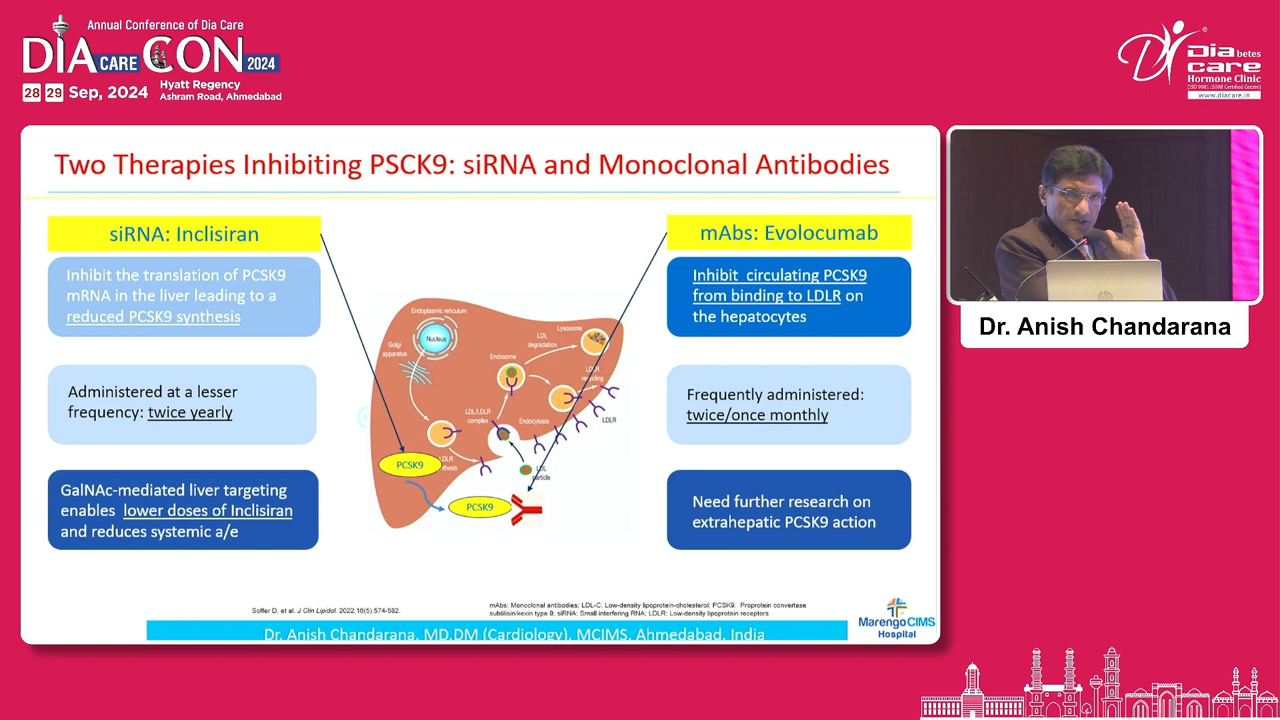 Annual Conference of Dia Care
DIA CARE CON 2024
28 29 Sep, 2024
Hyatt Regency
Ashram Road, Ahmedabad
Diabetes
care
Hormone Clinic
(ISO 9001:2008 Certified Centre)
www.diacare.in
Two Therapies Inhibiting PSCK9: siRNA and Monoclonal Antibodies
siRNA: Inclisiran
Inhibit the translation of PCSK9
mRNA in the liver leading to a
reduced PCSK9 synthesis
Administered at a lesser
frequency: twice yearly
GalNAc-mediated liver targeting
enables lower doses of Inclisiran
and reduces systemic a/e
Endoplasmic reticulum
Nucleus
Golgi
apparatus
Lysosome
LDL
degradation
Endosome
LDLR
recycling
LDL/LDLR
complex
Endocytosis
LDLR
PCSK9
LDL
particle
PCSK9
mAbs: Evolocumab
Inhibit circulating PCSK9
from binding to LDLR on
the hepatocytes
Frequently administered:
twice/once monthly
Need further research on
extrahepatic PCSK9 action
Soffer D, et al. J Clin Lipidol. 2022;16(5):574-582.
mAbs: Monoclonal antibodies; LDL-C: Low-density lipoprotein-cholesterol; PCSK9: Proprotein convertase
subtilisin/kexin type 9; siRNA: Small interfering RNA; LDLR: Low-density lipoprotein receptors
Dr. Anish Chandarana, MD,DM (Cardiology), MCIMS, Ahmedabad, India
Marengo CIMS
Hospital
Dr. Anish Chandarana